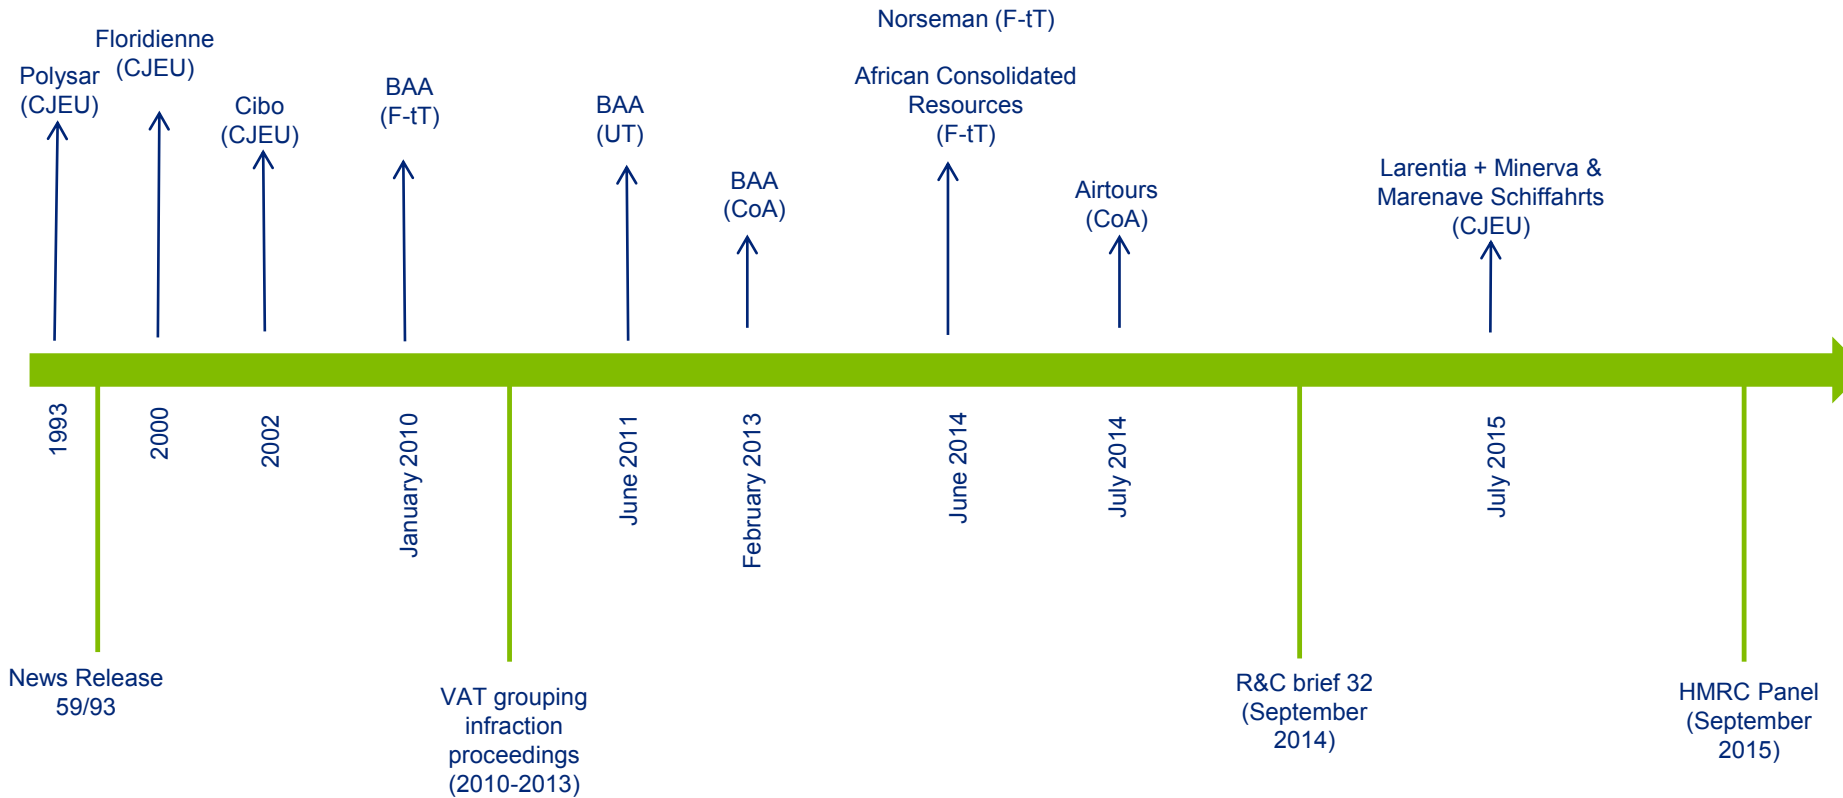 Norseman (F-tT)
Floridienne
(CJEU)
Polysar
(CJEU)
Cibo
(CJEU)
BAA
(F-tT)
BAA
(UT)
BAA
(CoA)
African Consolidated
Resources
(F-tT)
Airtours
(CoA)
Larentia + Minerva &
Marenave Schiffahrts
(CJEU)
1993
2000
2002
January 2010
June 2011
February 2013
June 2014
July 2014
July 2015
News Release
59/93
VAT grouping
infraction
proceedings
(2010-2013)
R&C brief 32
(September
2014)
HMRC Panel
(September
2015)